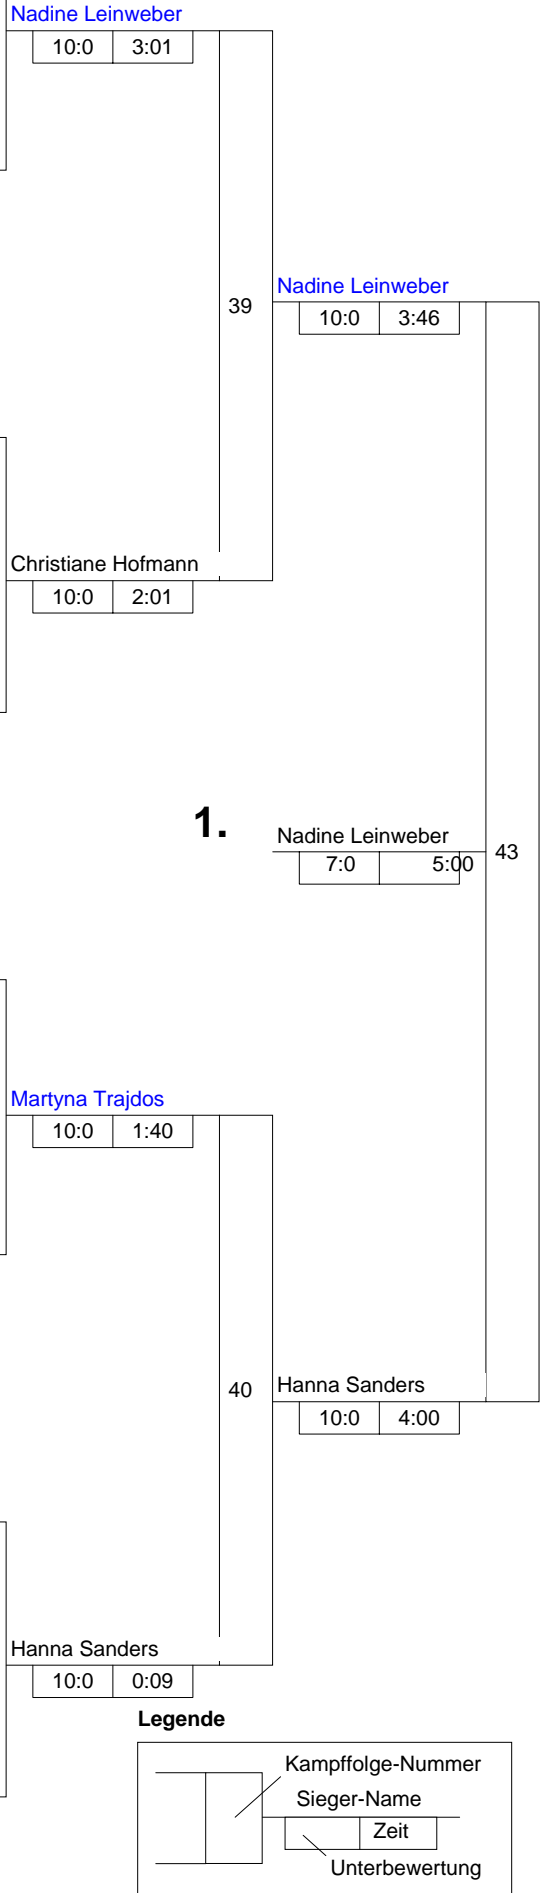 Nadine Leinweber
10:0 3:01
39
Nadine Leinweber
10:0 3:46
Christiane Hofmann
10:0 2:01
1.
Nadine Leinweber
7:0 5:00
43
Martyna Trajdos
10:0 1:40
40
Hanna Sanders
10:0 4:00
Hanna Sanders
10:0 0:09
Legende
Kampffolge-Nummer
Sieger-Name
Zeit
Unterbewertung